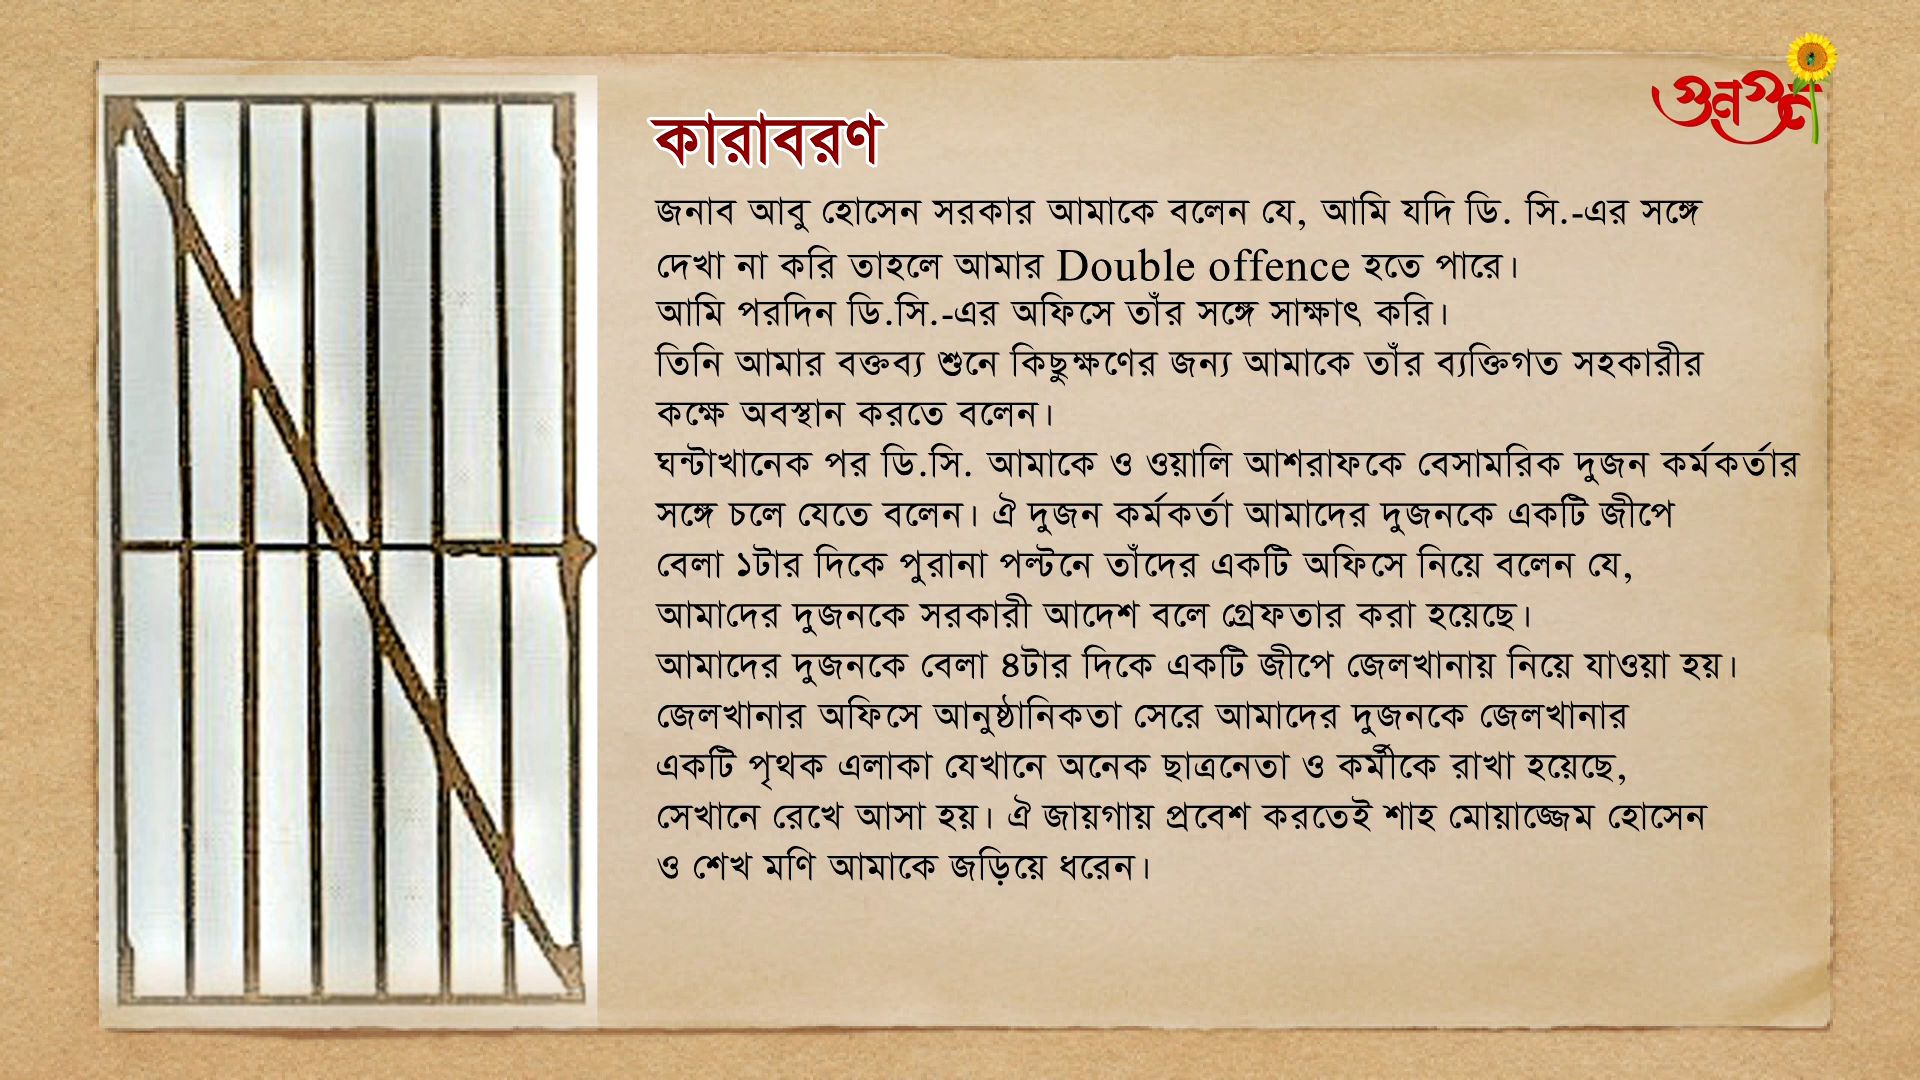 গুনগুন
কারাবরণ
জনাব আবু হোসেন সরকার আমাকে বলেন যে, আমি যদি ডি. সি.-এর সঙ্গে
দেখা না করি তাহলে আমার Double offence হতে পারে।
আমি পরদিন ডি.সি.-এর অফিসে তাঁর সঙ্গে সাক্ষাৎ করি।
তিনি আমার বক্তব্য শুনে কিছুক্ষণের জন্য আমাকে তাঁর ব্যক্তিগত সহকারীর
কক্ষে অবস্থান করতে বলেন।
ঘন্টাখানেক পর ডি.সি. আমাকে ও ওয়ালি আশরাফকে বেসামরিক দুজন কর্মকর্তার
সঙ্গে চলে যেতে বলেন। ঐ দুজন কর্মকর্তা আমাদের দুজনকে একটি জীপে
বেলা ১টার দিকে পুরানা পল্টনে তাঁদের একটি অফিসে নিয়ে বলেন যে,
আমাদের দুজনকে সরকারী আদেশ বলে গ্রেফতার করা হয়েছে।
আমাদের দুজনকে বেলা ৪টার দিকে একটি জীপে জেলখানায় নিয়ে যাওয়া হয়।
জেলখানার অফিসে আনুষ্ঠানিকতা সেরে আমাদের দুজনকে জেলখানার
একটি পৃথক এলাকা যেখানে অনেক ছাত্রনেতা ও কর্মীকে রাখা হয়েছে,
সেখানে রেখে আসা হয়। ঐ জায়গায় প্রবেশ করতেই শাহ মোয়াজ্জেম হোসেন
ও শেখ মণি আমাকে জড়িয়ে ধরেন।